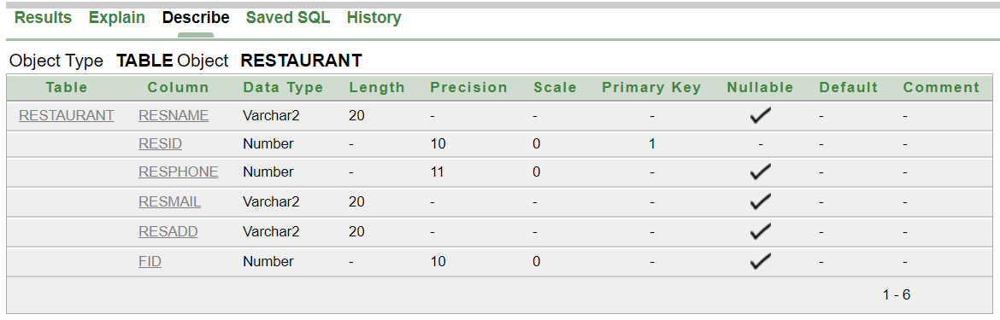 Results Explain Describe Saved SQL History
Object Type TABLE Object RESTAURANT
Table Column Data Type Length Precision Scale Primary Key Nullable Default Comment
RESTAURANT RESNAME Varchar2 20 - - - - -
RESID Number - 10 0 1 - - -
RESPHONE Number - 11 0 - - -
RESMAIL Varchar2 20 - - - - -
RESADD Varchar2 20 - - - - -
FID Number - 10 0 - - -
1 - 6